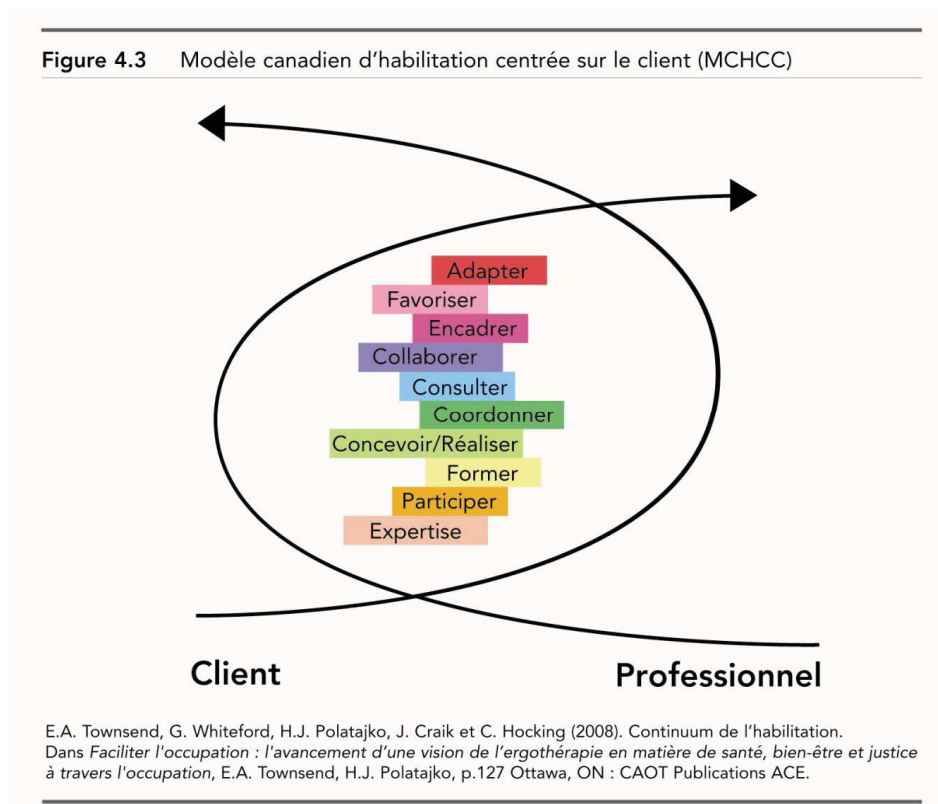 Figure 4.3 Modèle canadien d’habilitation centrée sur le client (MCHCC)
Adapter
Favoriser
Encadrer
Collaborer
Consulter
Coordonner
Concevoir/Réaliser
Former
Participer
Expertise
Client Professionnel
E.A. Townsend, G. Whiteford, H.J. Polatajko, J. Craik et C. Hocking (2008). Continuum de l’habilitation.
Dans Faciliter l'occupation : l'avancement d’une vision de l’ergothérapie en matière de santé, bien-être et justice
à travers l'occupation, E.A. Townsend, H.J. Polatajko, p.127 Ottawa, ON : CAOT Publications ACE.